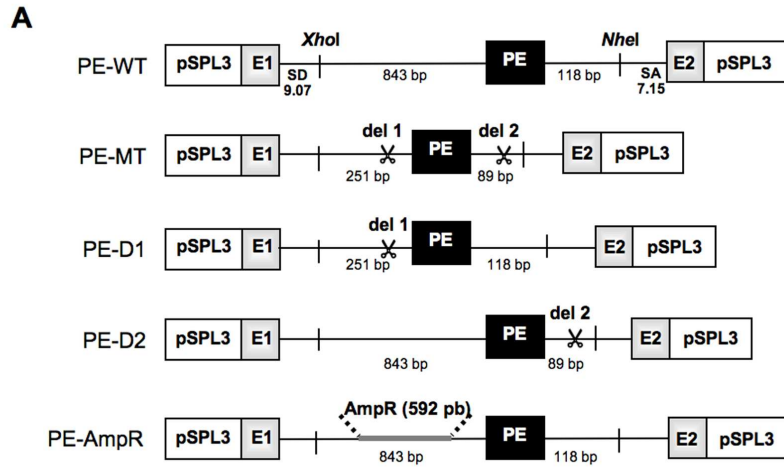 A
XhoI NheI
PE-WT pSPL3 E1 PE E2 pSPL3
SD 843 bp 118 bp SA
9.07 7.15
del 1 del 2
PE-MT pSPL3 E1 PE E2 pSPL3
251 bp 89 bp
del 1
PE-D1 pSPL3 E1 PE E2 pSPL3
251 bp 118 bp
del 2
PE-D2 pSPL3 E1 PE E2 pSPL3
843 bp 89 bp
AmpR (592 pb)
PE-AmpR pSPL3 E1 PE E2 pSPL3
843 bp 118 bp